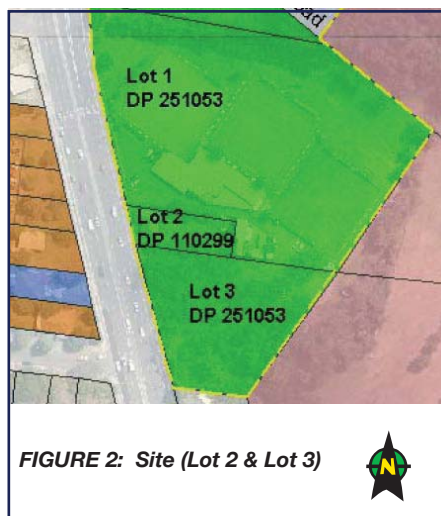 Lot 1
DP 251053
Lot 2
DP 110299
Lot 3
DP 251053
FIGURE 2: Site (Lot 2 & Lot 3)
N